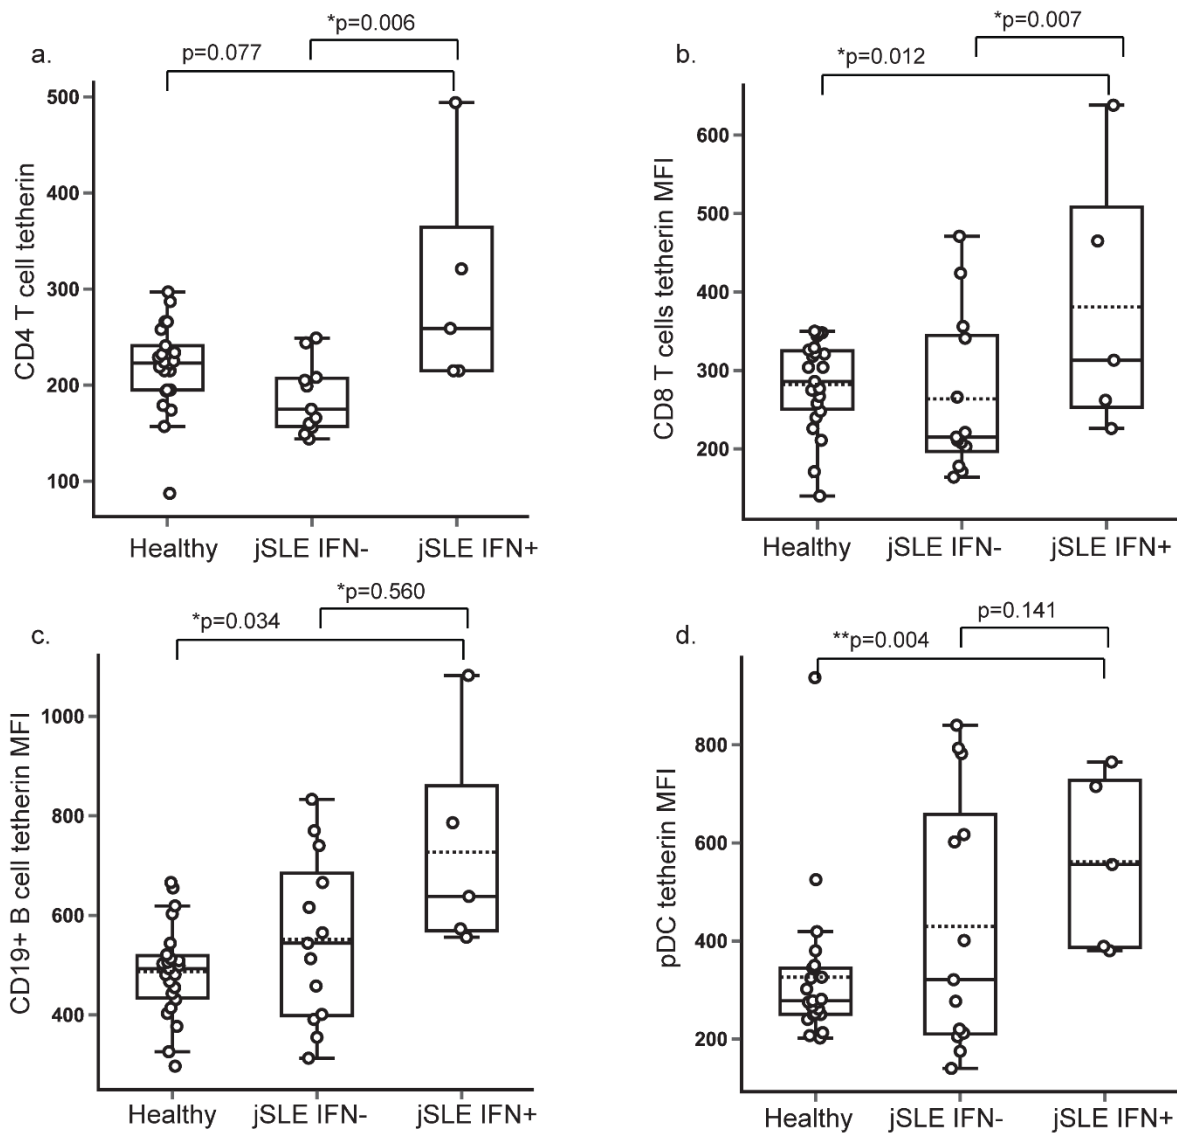 a.
*p=0.006
p=0.077
CD4 T cell tetherin
500
400
300
200
100
Healthy
jSLE IFN-
jSLE IFN+
b.
*p=0.007
*p=0.012
CD8 T cells tetherin MFI
600
500
400
300
200
Healthy
jSLE IFN-
jSLE IFN+
c.
*p=0.560
*p=0.034
CD19+ B cell tetherin MFI
1000
800
600
400
Healthy
jSLE IFN-
jSLE IFN+
d.
p=0.141
**p=0.004
pDC tetherin MFI
800
600
400
200
Healthy
jSLE IFN-
jSLE IFN+